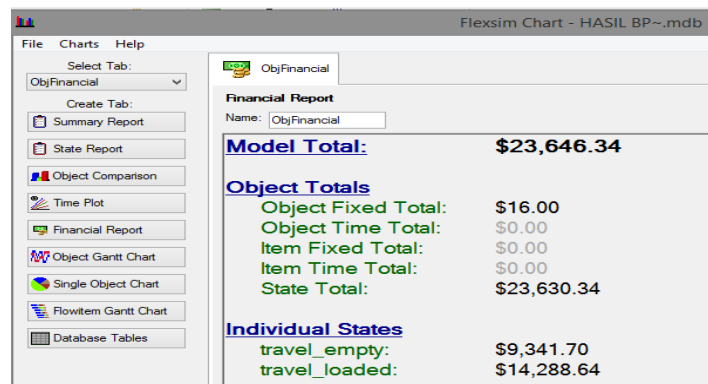 Flexsim Chart - HASIL BP~.mdb
File Charts Help
Select Tab:
ObjFinancial
Create Tab:
Summary Report
State Report
Object Comparison
Time Plot
Financial Report
Object Gantt Chart
Single Object Chart
Flowitem Gantt Chart
Database Tables
ObjFinancial
Financial Report
Name: ObjFinancial
Model Total: $23,646.34
Object Totals
Object Fixed Total: $16.00
Object Time Total: $0.00
Item Fixed Total: $0.00
Item Time Total: $0.00
State Total: $23,630.34
Individual States
travel_empty: $9,341.70
travel_loaded: $14,288.64